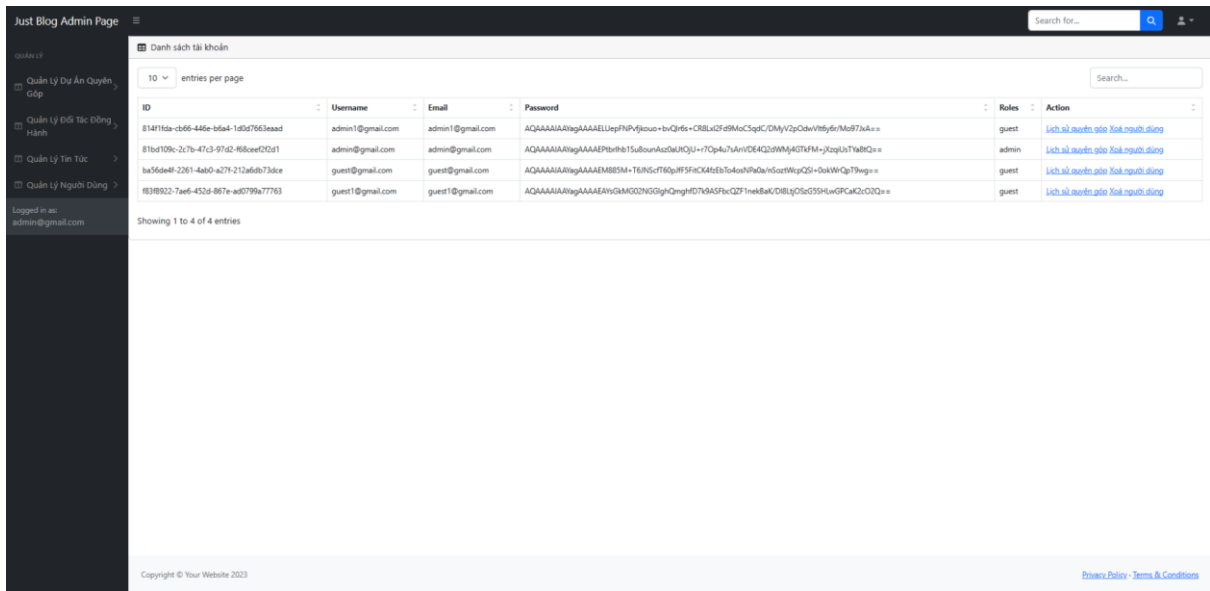 Just Blog Admin Page
Search for...
QUẢN LÝ
Quản Lý Dự Án Quyên
Góp
Quản Lý Đối Tác Đồng
Hành
Quản Lý Tin Tức
Quản Lý Người Dùng
Logged in as:
admin@gmail.com
Danh sách tài khoản
10 entries per page
Search...
ID Username Email Password Roles Action
814f1fda-cb66-446e-b6a4-1d0d7663eaad admin1@gmail.com admin1@gmail.com guest Lịch sử quyên góp Xoá người dùng
81bd109c-2c7b-47c3-97d2-f68ceef2f2d1 admin@gmail.com admin@gmail.com admin Lịch sử quyên góp Xoá người dùng
ba56de4f-2261-4ab0-a27f-212a6db73dce guest@gmail.com guest@gmail.com guest Lịch sử quyên góp Xoá người dùng
f83f8922-7ae6-452d-867e-ad0799a77763 guest1@gmail.com guest1@gmail.com guest Lịch sử quyên góp Xoá người dùng
Showing 1 to 4 of 4 entries
Copyright © Your Website 2023
Privacy Policy · Terms & Conditions